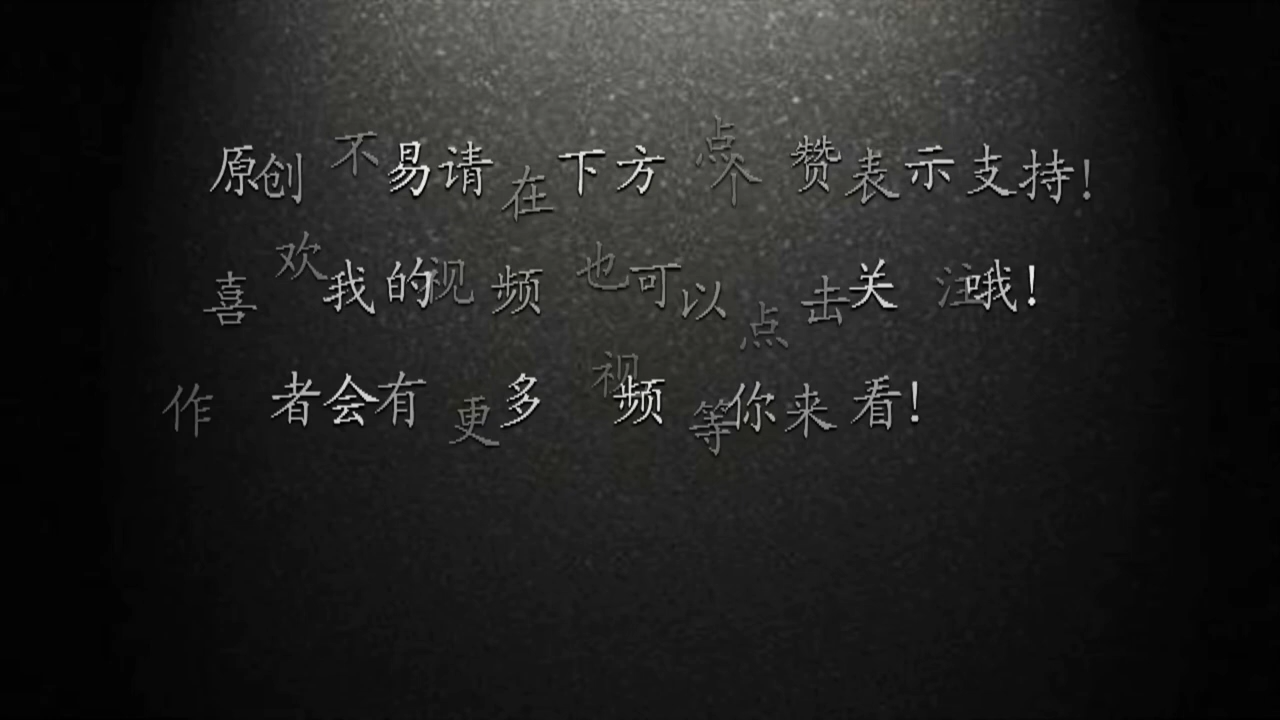 原创不易请在下方点个赞表示支持!
喜欢我的视频也可以点击关注哦!
作者会有更多视频等你来看!